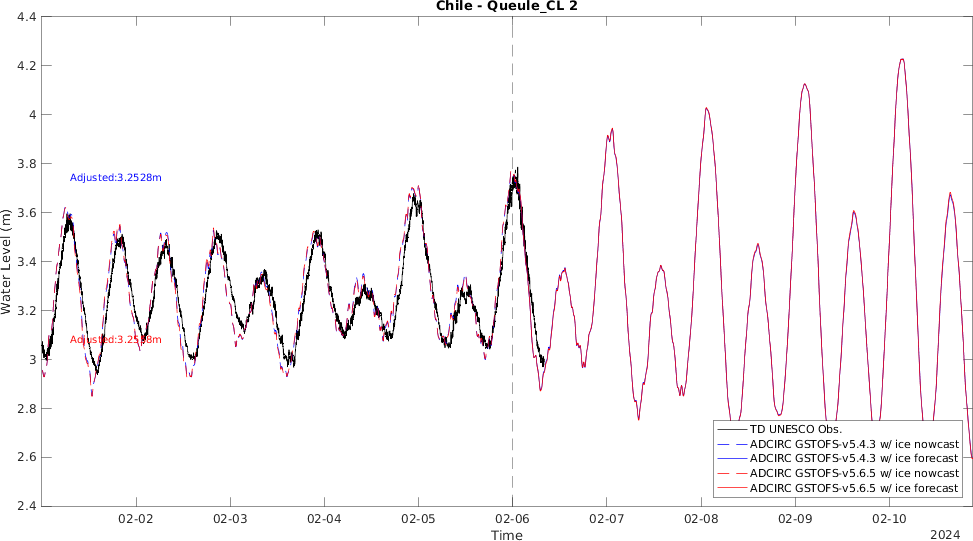 Chile - Queule_CL 2
4.4
4.2
4
3.8
3.6
3.4
3.2
3
2.8
2.6
2.4
Water Level (m)
Adjusted:3.2528m
TD UNESCO Obs.
ADCIRC GSTOFS-v5.4.3 w/ ice nowcast
ADCIRC GSTOFS-v5.4.3 w/ ice forecast
ADCIRC GSTOFS-v5.6.5 w/ ice nowcast
ADCIRC GSTOFS-v5.6.5 w/ ice forecast
02-02
02-03
02-04
02-05
02-06
02-07
02-08
02-09
02-10
Time
2024